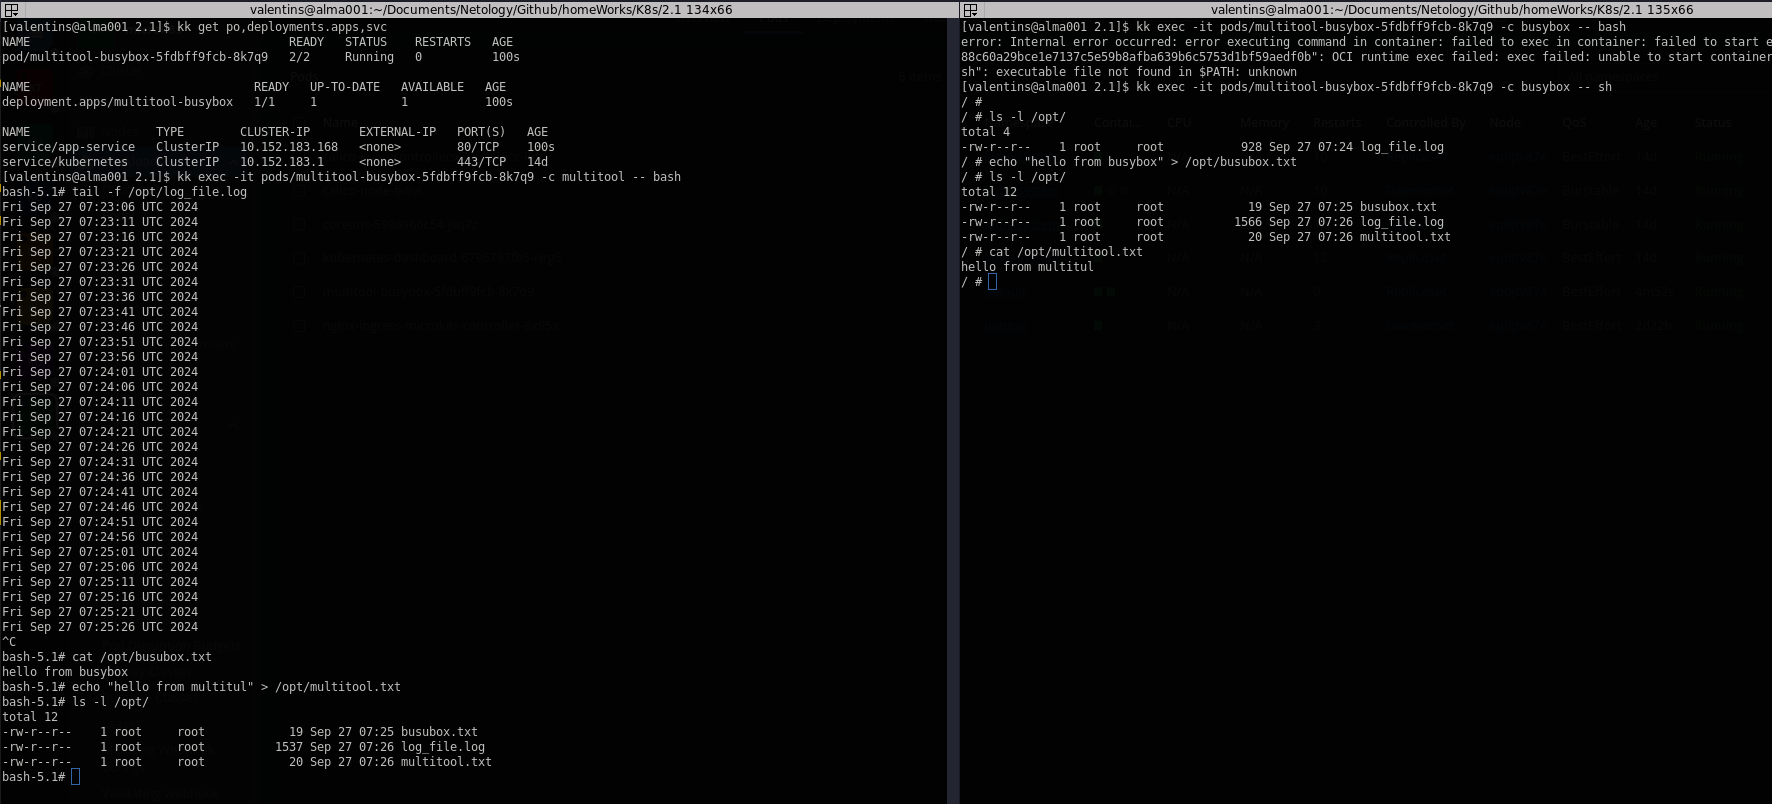 valentins@alma001:~/Documents/Netology/Github/homeWorks/K8s/2.1 134x66
[valentins@alma001 2.1]$ kk get po,deployments.apps,svc
NAME READY STATUS RESTARTS AGE
pod/multitool-busybox-5fdbff9fcb-8k7q9 2/2 Running 0 100s
NAME READY UP-TO-DATE AVAILABLE AGE
deployment.apps/multitool-busybox 1/1 1 1 100s
NAME TYPE CLUSTER-IP EXTERNAL-IP PORT(S) AGE
service/app-service ClusterIP 10.152.183.168 <none> 80/TCP 100s
service/kubernetes ClusterIP 10.152.183.1 <none> 443/TCP 14d
[valentins@alma001 2.1]$ kk exec -it pods/multitool-busybox-5fdbff9fcb-8k7q9 -c multitool -- bash
bash-5.1# tail -f /opt/log_file.log
Fri Sep 27 07:23:06 UTC 2024
Fri Sep 27 07:23:11 UTC 2024
Fri Sep 27 07:23:16 UTC 2024
Fri Sep 27 07:23:21 UTC 2024
Fri Sep 27 07:23:26 UTC 2024
Fri Sep 27 07:23:31 UTC 2024
Fri Sep 27 07:23:36 UTC 2024
Fri Sep 27 07:23:41 UTC 2024
Fri Sep 27 07:23:46 UTC 2024
Fri Sep 27 07:23:51 UTC 2024
Fri Sep 27 07:23:56 UTC 2024
Fri Sep 27 07:24:01 UTC 2024
Fri Sep 27 07:24:06 UTC 2024
Fri Sep 27 07:24:11 UTC 2024
Fri Sep 27 07:24:16 UTC 2024
Fri Sep 27 07:24:21 UTC 2024
Fri Sep 27 07:24:26 UTC 2024
Fri Sep 27 07:24:31 UTC 2024
Fri Sep 27 07:24:36 UTC 2024
Fri Sep 27 07:24:41 UTC 2024
Fri Sep 27 07:24:46 UTC 2024
Fri Sep 27 07:24:51 UTC 2024
Fri Sep 27 07:24:56 UTC 2024
Fri Sep 27 07:25:01 UTC 2024
Fri Sep 27 07:25:06 UTC 2024
Fri Sep 27 07:25:11 UTC 2024
Fri Sep 27 07:25:16 UTC 2024
Fri Sep 27 07:25:21 UTC 2024
Fri Sep 27 07:25:26 UTC 2024
^C
bash-5.1# cat /opt/busubox.txt
hello from busybox
bash-5.1# echo "hello from multitul" > /opt/multitool.txt
bash-5.1# ls -l /opt/
total 12
-rw-r--r-- 1 root root 19 Sep 27 07:25 busubox.txt
-rw-r--r-- 1 root root 1537 Sep 27 07:26 log_file.log
-rw-r--r-- 1 root root 20 Sep 27 07:26 multitool.txt
bash-5.1#
valentins@alma001:~/Documents/Netology/Github/homeWorks/K8s/2.1 135x66
[valentins@alma001 2.1]$ kk exec -it pods/multitool-busybox-5fdbff9fcb-8k7q9 -c busybox -- bash
error: Internal error occurred: error executing command in container: failed to exec in container: failed to start e
88c60a29bce1e7137c5e59b8afba639b6c5753d1bf59aedf0b": OCI runtime exec failed: exec failed: unable to start container
sh": executable file not found in $PATH: unknown
[valentins@alma001 2.1]$ kk exec -it pods/multitool-busybox-5fdbff9fcb-8k7q9 -c busybox -- sh
/ #
/ # ls -l /opt/
total 4
-rw-r--r-- 1 root root 928 Sep 27 07:24 log_file.log
/ # echo "hello from busybox" > /opt/busubox.txt
/ # ls -l /opt/
total 12
-rw-r--r-- 1 root root 19 Sep 27 07:25 busubox.txt
-rw-r--r-- 1 root root 1566 Sep 27 07:26 log_file.log
-rw-r--r-- 1 root root 20 Sep 27 07:26 multitool.txt
/ # cat /opt/multitool.txt
hello from multitul
/ #